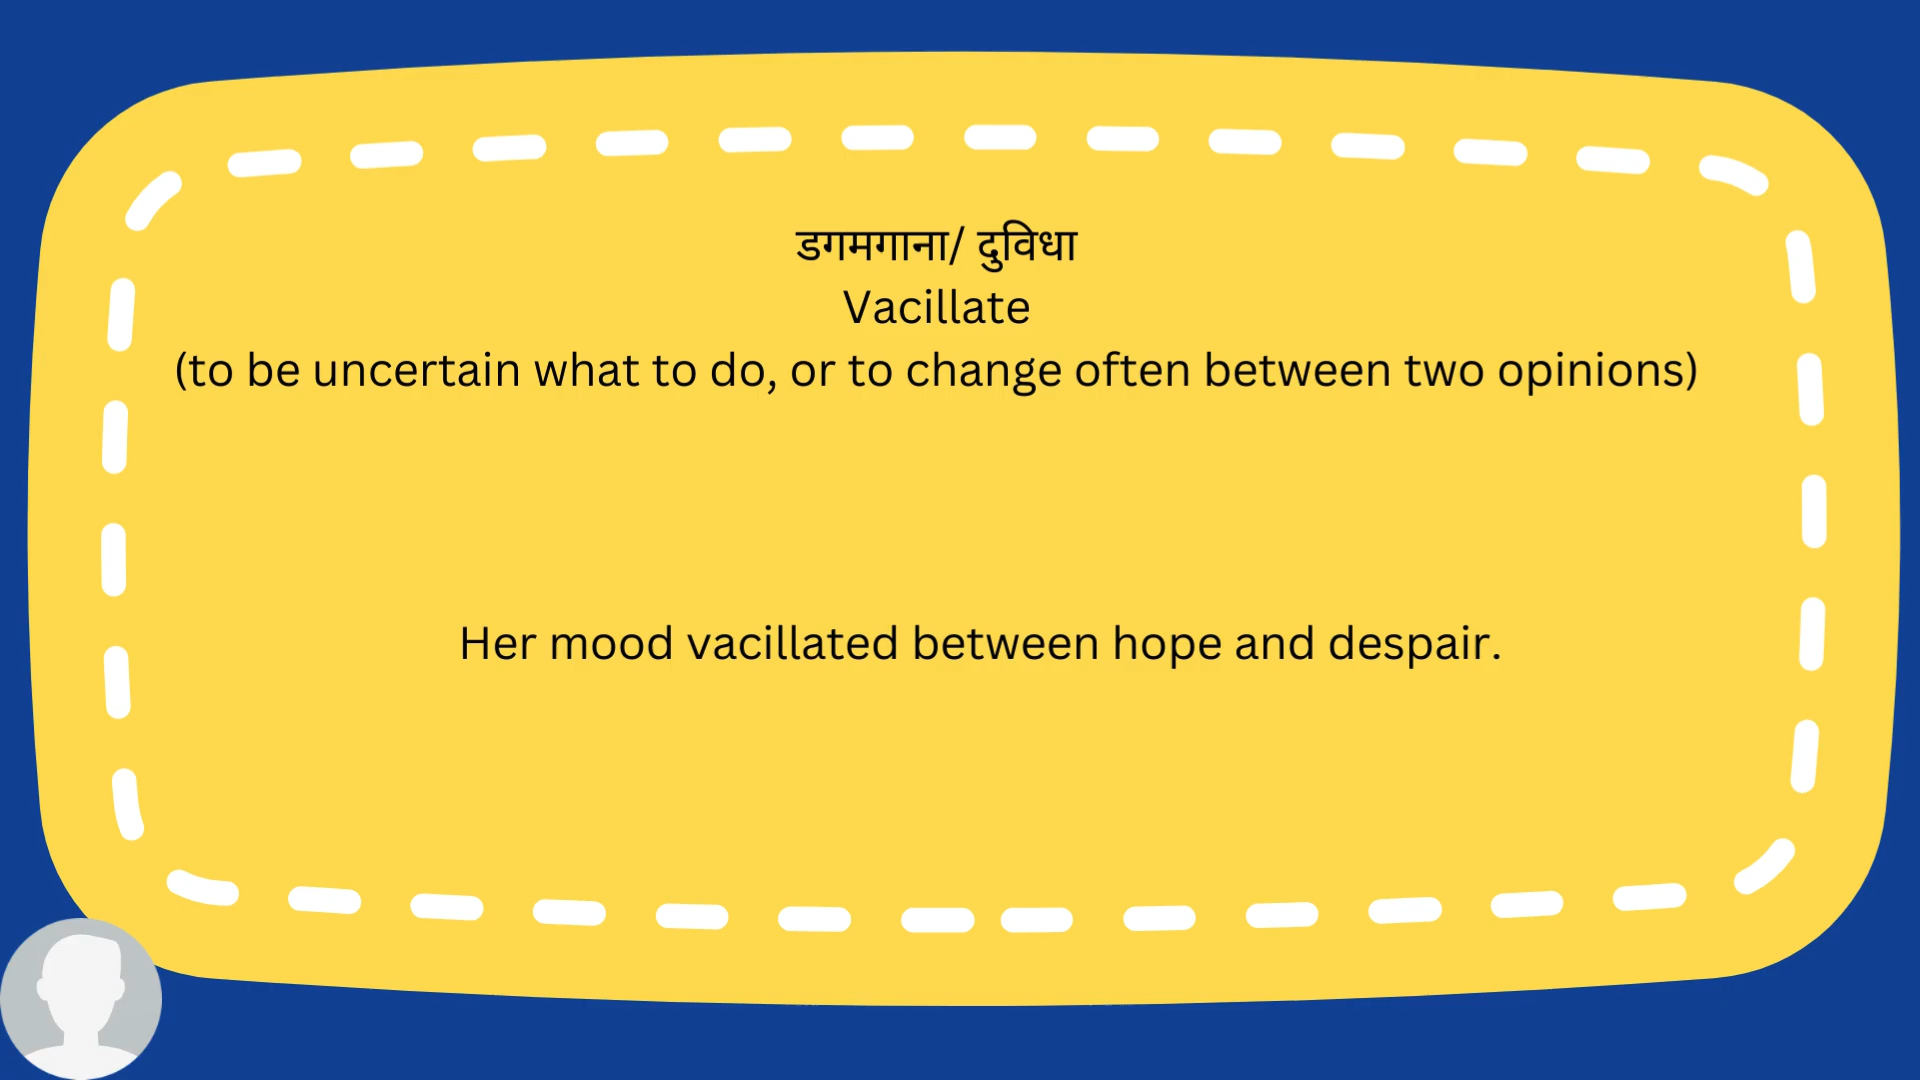 डगमगाना/ दुविधा
Vacillate
(to be uncertain what to do, or to change often between two opinions)
Her mood vacillated between hope and despair.